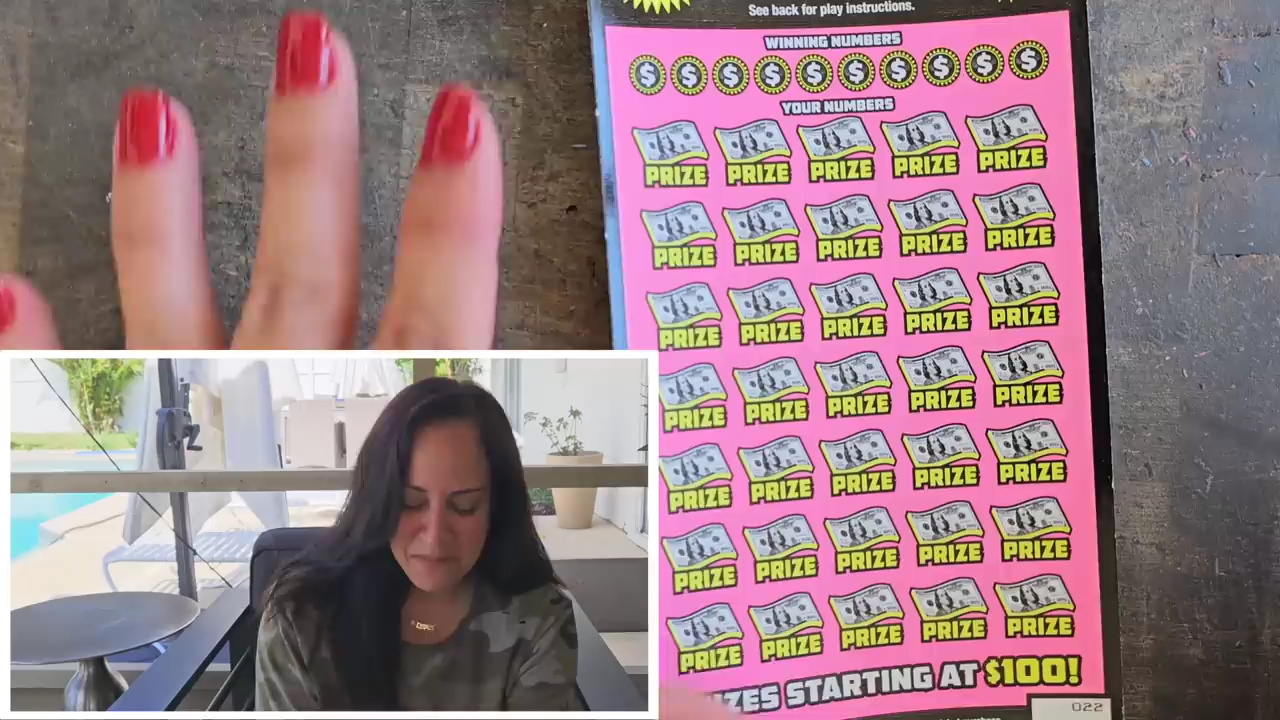 See back for play instructions.
WINNING NUMBERS
$ $ $ $ $ $ $ $ $ $
YOUR NUMBERS
PRIZE PRIZE PRIZE PRIZE PRIZE
PRIZE PRIZE PRIZE PRIZE PRIZE
PRIZE PRIZE PRIZE PRIZE PRIZE
PRIZE PRIZE PRIZE PRIZE PRIZE
PRIZE PRIZE PRIZE PRIZE PRIZE
PRIZE PRIZE PRIZE PRIZE PRIZE
PRIZE PRIZE PRIZE PRIZE PRIZE
ZES STARTING AT $100!
022